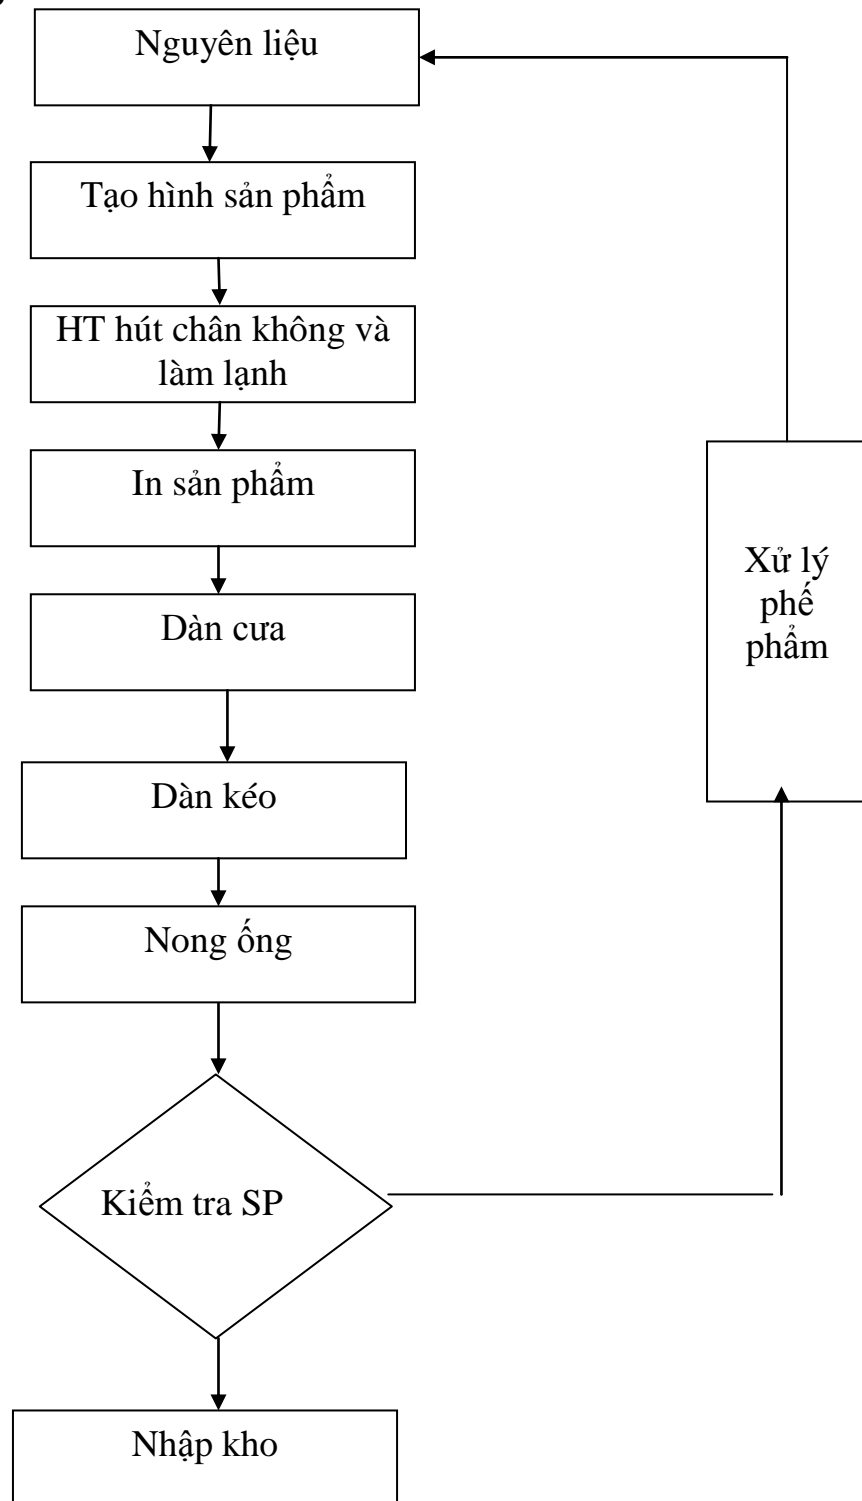 Nguyên liệu
Tạo hình sản phẩm
HT hút chân không và
làm lạnh
In sản phẩm
Dàn cưa
Dàn kéo
Nong ống
Kiểm tra SP
Nhập kho
Xử lý
phế
phẩm